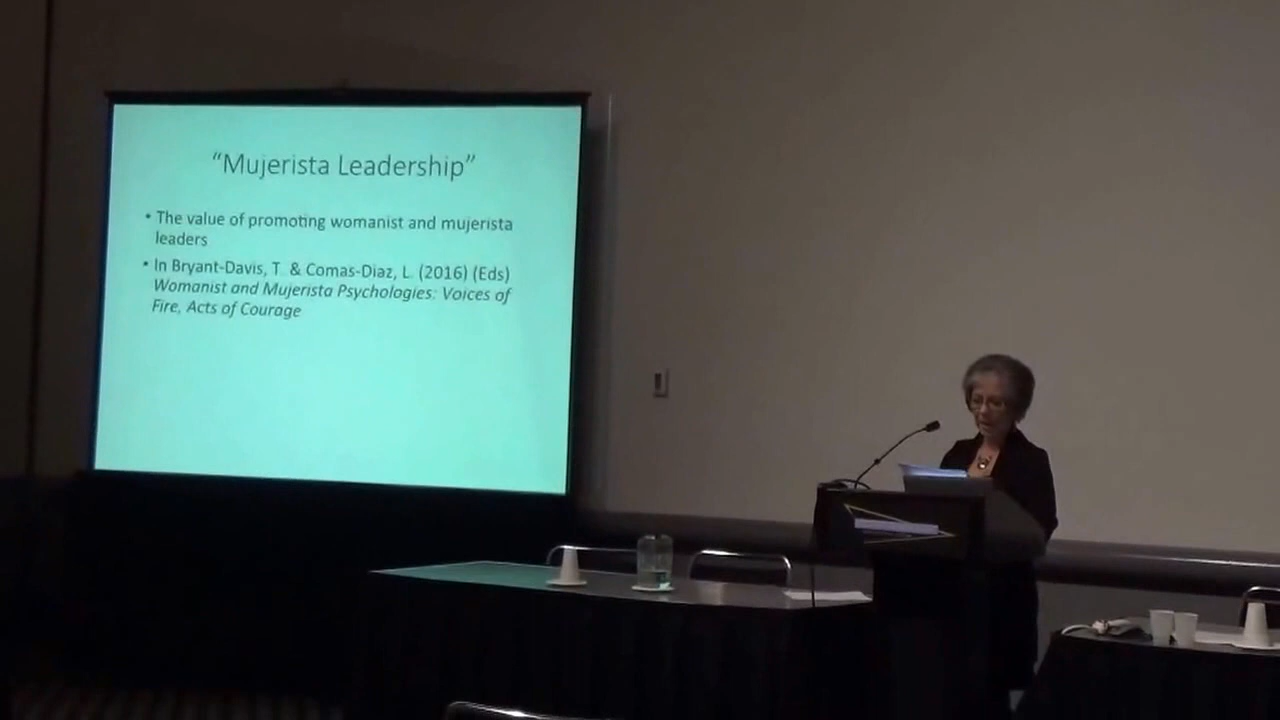 “Mujerista Leadership”
• The value of promoting womanist and mujerista
leaders
• In Bryant-Davis, T. & Comas-Diaz, L. (2016) (Eds)
Womanist and Mujerista Psychologies: Voices of
Fire, Acts of Courage